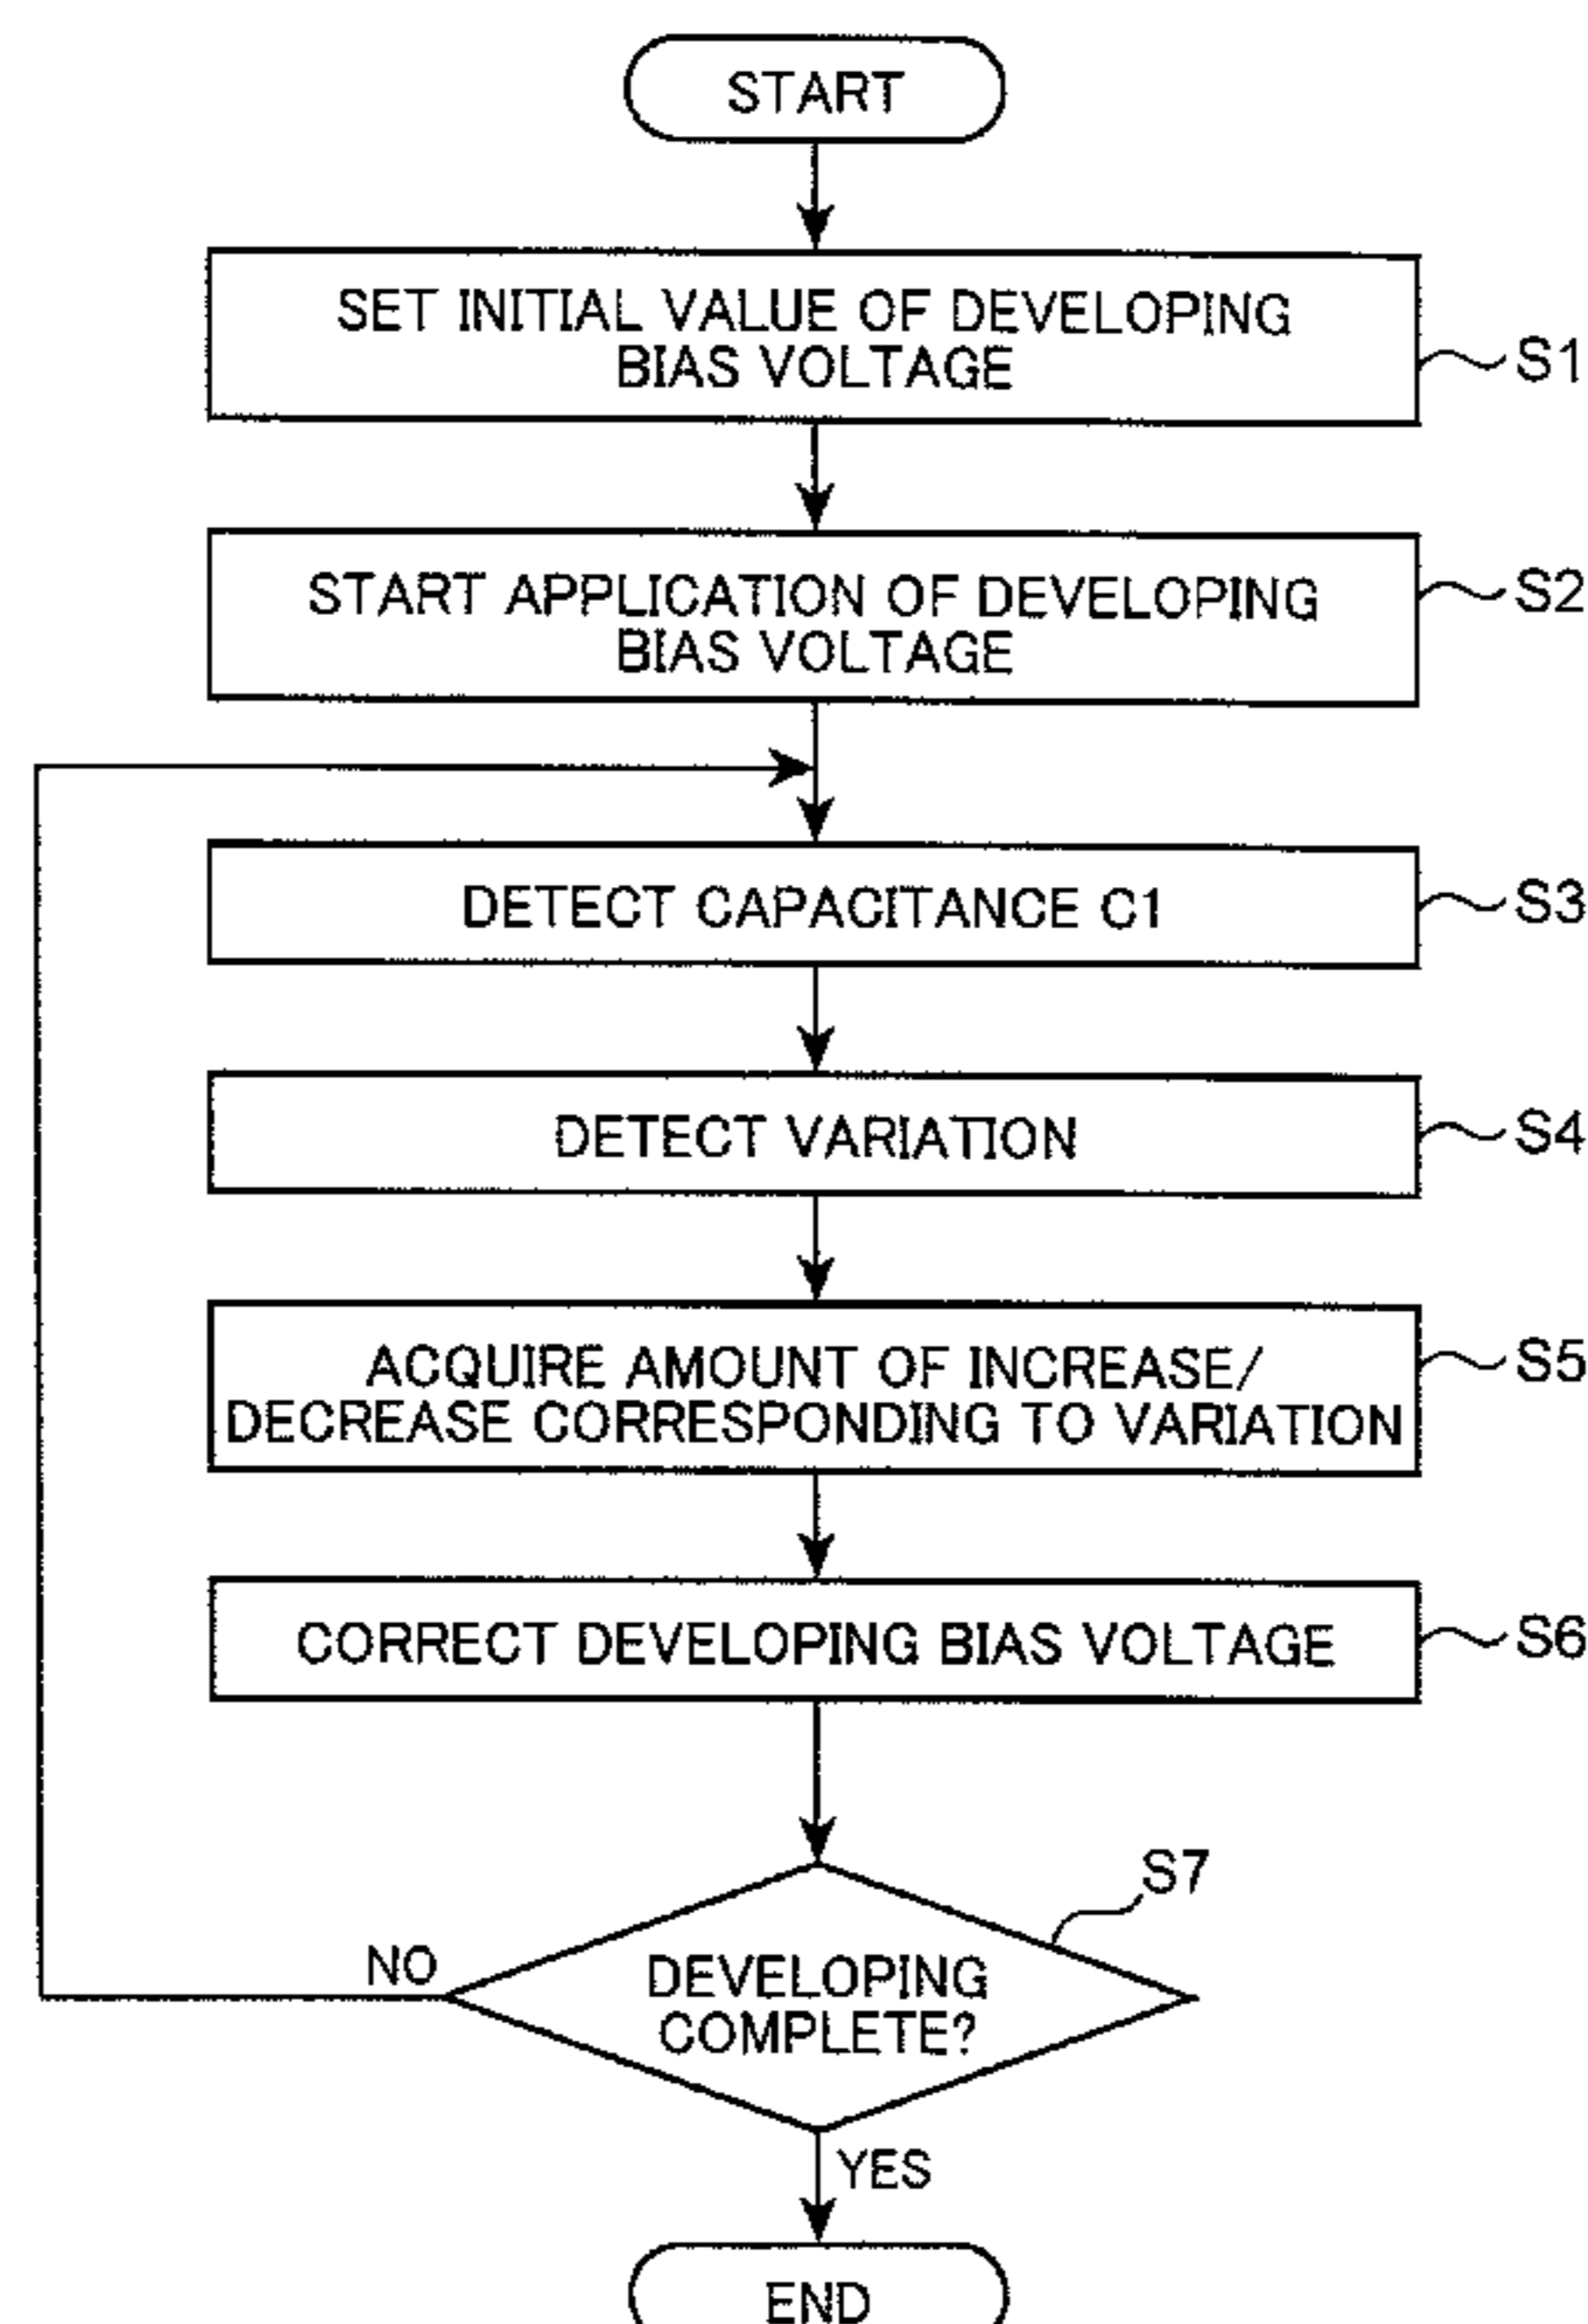 START
SET INITIAL VALUE OF DEVELOPING
BIAS VOLTAGE
S1
START APPLICATION OF DEVELOPING
BIAS VOLTAGE
S2
DETECT CAPACITANCE C1
S3
DETECT VARIATION
S4
ACQUIRE AMOUNT OF INCREASE/
DECREASE CORRESPONDING TO VARIATION
S5
CORRECT DEVELOPING BIAS VOLTAGE
S6
S7
NO
DEVELOPING
COMPLETE?
YES
END